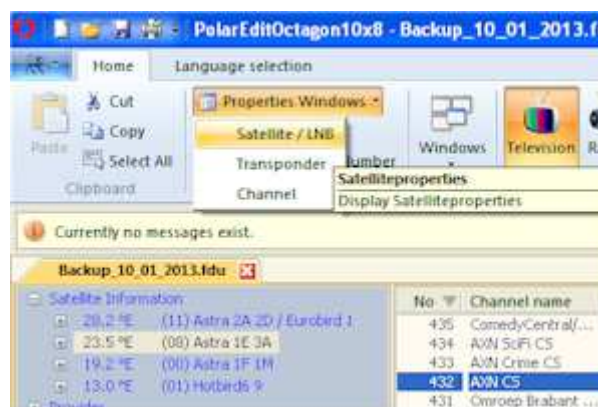 PolarEditOctagon10x8 - Backup_10_01_2013.f
Home Language selection
Cut
Copy
Select All
Paste
Clipboard
Properties Windows
Satellite / LNB
Transponder
Channel
umber
Windows
Television
R
Satelliteproperties
Display Satelliteproperties
Currently no messages exist.
Backup_10_01_2013.fdu
Satellite Information
28.2 °E (11) Astra 2A 2D / Eurobird 1
23.5 °E (08) Astra 1E 3A
19.2 °E (00) Astra 1F 1M
13.0 °E (01) Hotbird6 9
Provider
No Channel name
435 ComedyCentral/...
434 AXN SciFi CS
433 AXN Crime CS
432 AXN CS
431 Omroep Brabant ...